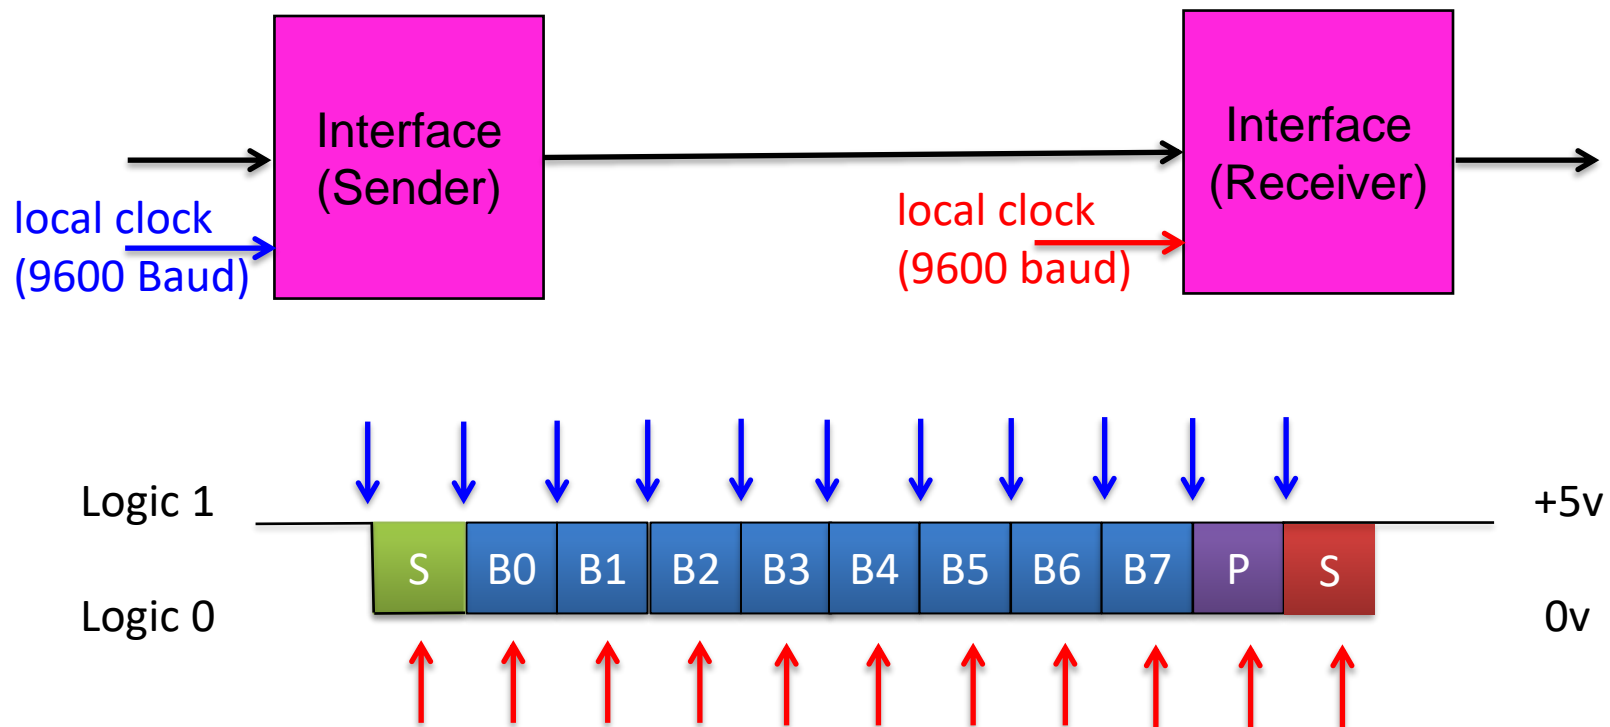 Interface
(Sender)
Interface
(Receiver)
local clock
(9600 Baud)
local clock
(9600 baud)
Logic 1
+5v
S B0 B1 B2 B3 B4 B5 B6 B7 P S
Logic 0
0v